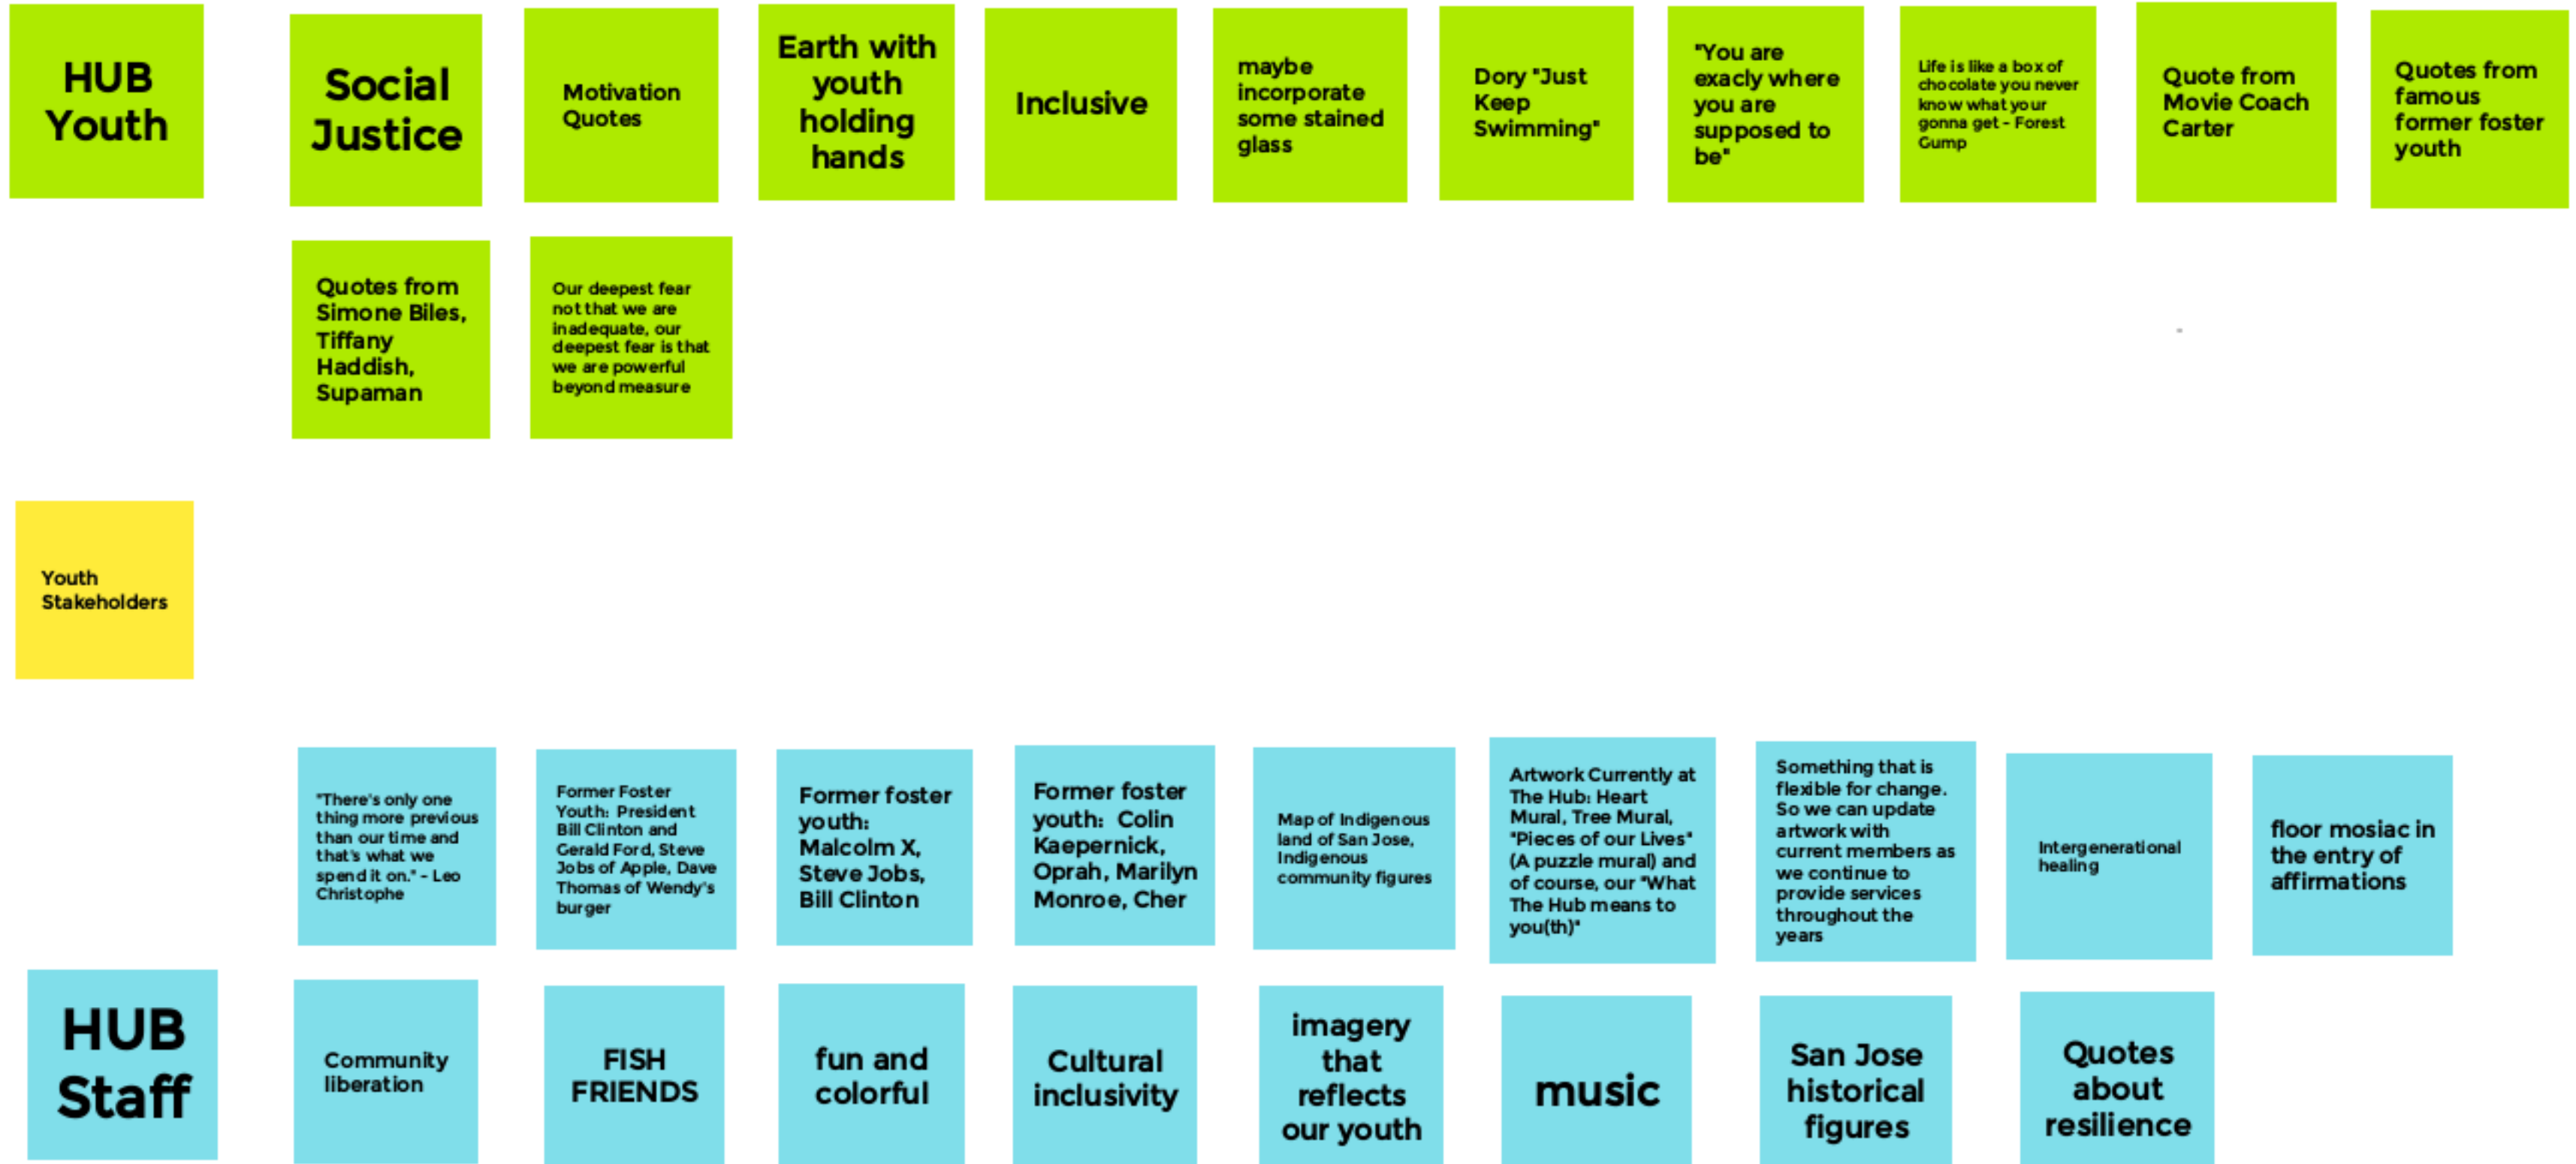 HUB
Youth
Social
Justice
Motivation
Quotes
Earth with
youth
holding
hands
Inclusive
maybe
incorporate
some stained
glass
Dory "Just
Keep
Swimming"
"You are
exacly where
you are
supposed to
be"
Life is like a box of
chocolate you never
know what your
gonna get - Forest
Gump
Quote from
Movie Coach
Carter
Quotes from
famous
former foster
youth
Quotes from
Simone Biles,
Tiffany
Haddish,
Supaman
Our deepest fear
not that we are
inadequate, our
deepest fear is that
we are powerful
beyond measure
Youth
Stakeholders
"There's only one
thing more previous
than our time and
that's what we
spend it on." - Leo
Christophe
Former Foster
Youth: President
Bill Clinton and
Gerald Ford, Steve
Jobs of Apple, Dave
Thomas of Wendy's
burger
Former foster
youth:
Malcolm X,
Steve Jobs,
Bill Clinton
Former foster
youth: Colin
Kaepernick,
Oprah, Marilyn
Monroe, Cher
Map of Indigenous
land of San Jose,
Indigenous
community figures
Artwork Currently at
The Hub: Heart
Mural, Tree Mural,
"Pieces of our Lives"
(A puzzle mural) and
of course, our "What
The Hub means to
you(th)"
Something that is
flexible for change.
So we can update
artwork with
current members as
we continue to
provide services
throughout the
years
Intergenerational
healing
floor mosiac in
the entry of
affirmations
HUB
Staff
Community
liberation
FISH
FRIENDS
fun and
colorful
Cultural
inclusivity
imagery
that
reflects
our youth
music
San Jose
historical
figures
Quotes
about
resilience